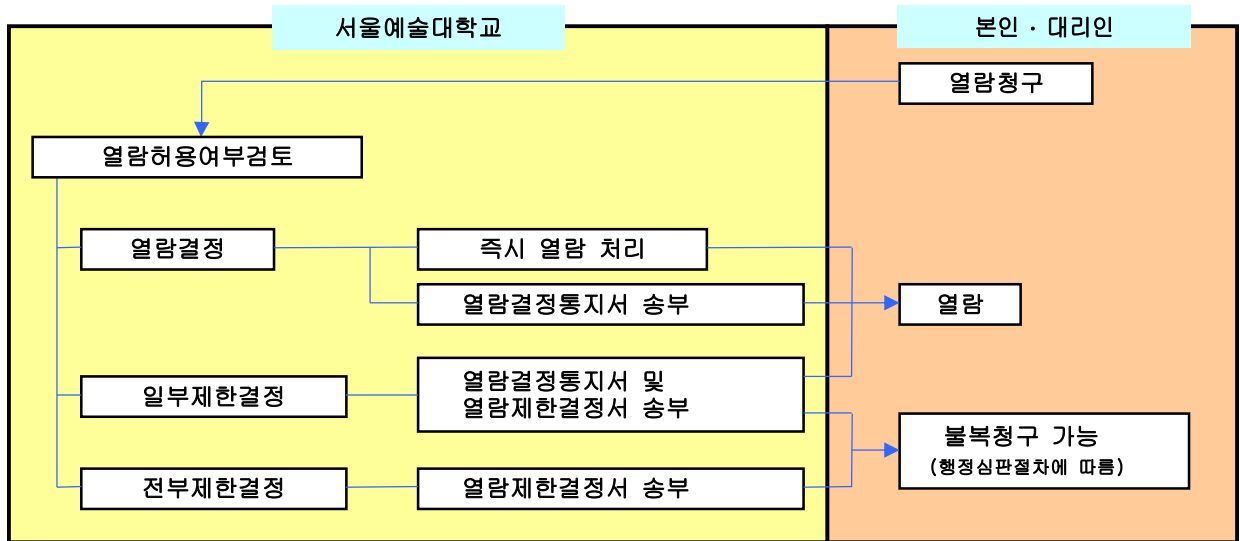 서울예술대학교
본인 · 대리인
열람청구
열람허용여부검토
열람결정
즉시 열람 처리
열람결정통지서 송부
열람
일부제한결정
열람결정통지서 및
열람제한결정서 송부
불복청구 가능
(행정심판절차에 따름)
전부제한결정
열람제한결정서 송부